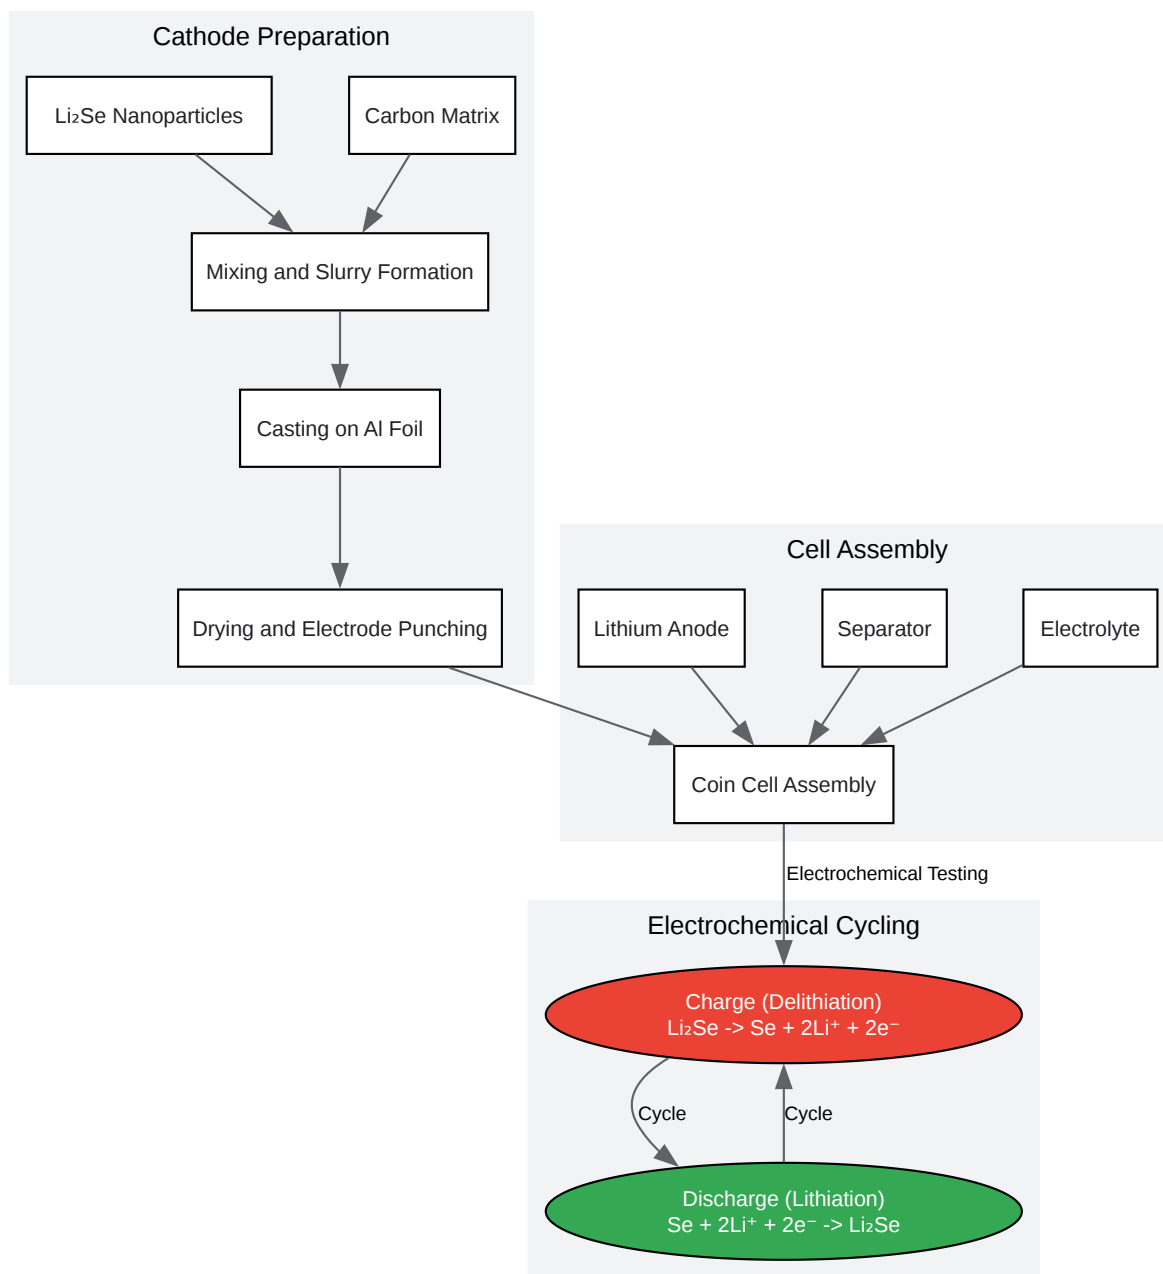 Cathode Preparation
Li₂Se Nanoparticles
Carbon Matrix
Mixing and Slurry Formation
Casting on Al Foil
Drying and Electrode Punching
Cell Assembly
Lithium Anode
Separator
Electrolyte
Coin Cell Assembly
Electrochemical Testing
Electrochemical Cycling
Charge (Delithiation)
Li₂Se -> Se + 2Li⁺ + 2e⁻
Cycle
Cycle
Discharge (Lithiation)
Se + 2Li⁺ + 2e⁻ -> Li₂Se